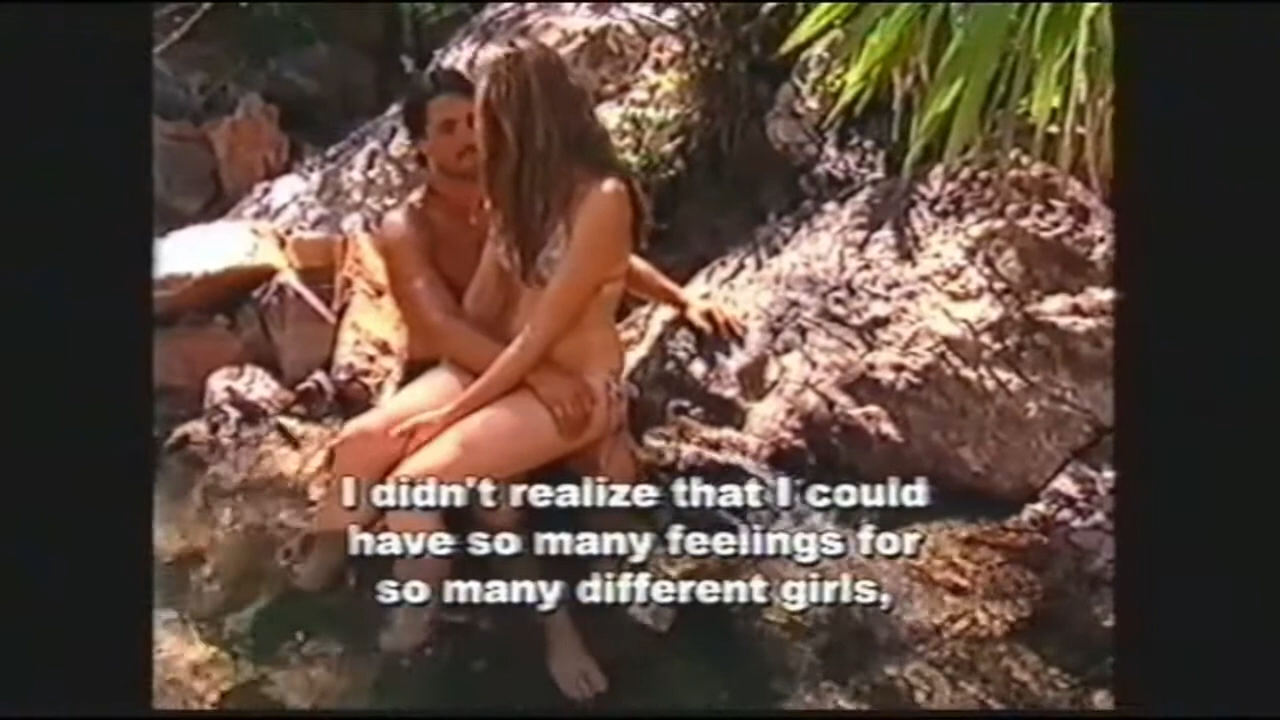 I didn't realize that I could
have so many feelings for
so many different girls,